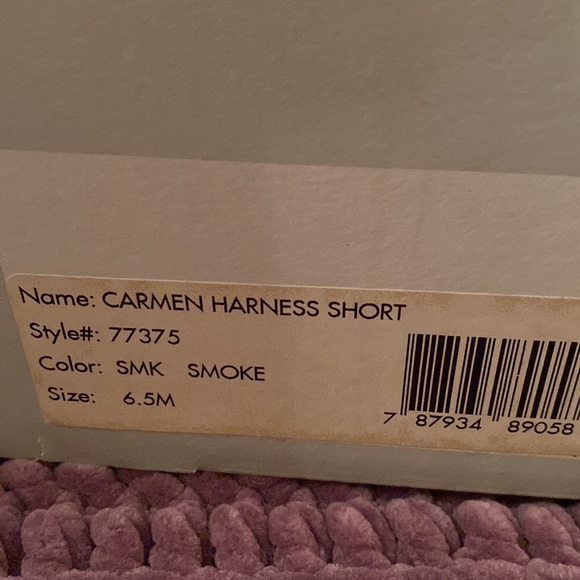 Name: CARMEN HARNESS SHORT
Style#: 77375
Color: SMK SMOKE
Size: 6.5M
7 87934 89058